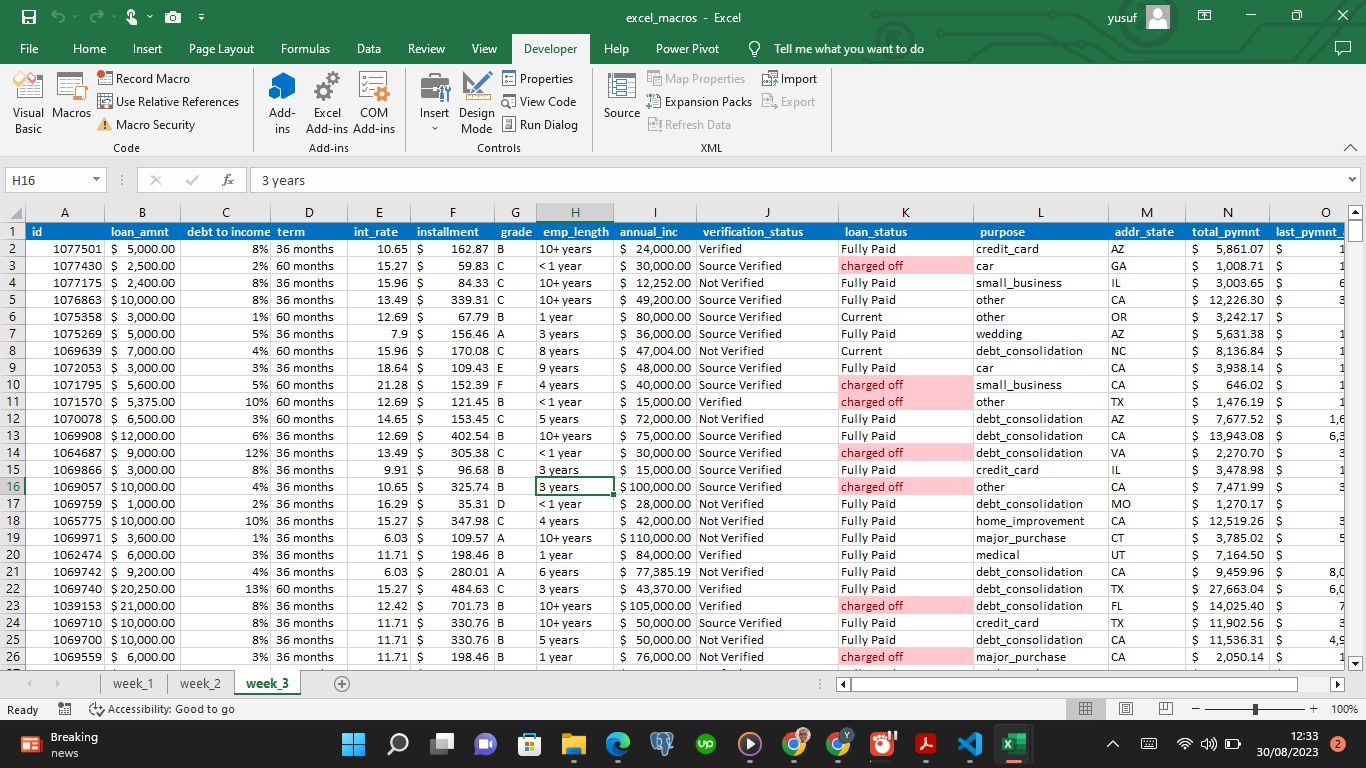 excel_macros - Excel
yusuf
File Home Insert Page Layout Formulas Data Review View Developer Help Power Pivot Tell me what you want to do
Visual Basic
Macros
Record Macro
Use Relative References
Macro Security
Code
Add-ins
Excel Add-ins
COM Add-ins
Add-ins
Insert
Design Mode
Properties
View Code
Run Dialog
Controls
Source
Map Properties
Expansion Packs
Refresh Data
Import
Export
XML
H16 fx 3 years
A B C D E F G H I J K L M N O
1 id loan_amnt debt to income term int_rate installment grade emp_length annual_inc verification_status loan_status purpose addr_state total_pymnt last_pymnt_
2 1077501 $ 5,000.00 8% 36 months 10.65 $ 162.87 B 10+ years $ 24,000.00 Verified Fully Paid credit_card AZ $ 5,861.07 $ 1
3 1077430 $ 2,500.00 2% 60 months 15.27 $ 59.83 C < 1 year $ 30,000.00 Source Verified charged off car GA $ 1,008.71 $ 1
4 1077175 $ 2,400.00 8% 36 months 15.96 $ 84.33 C 10+ years $ 12,252.00 Not Verified Fully Paid small_business IL $ 3,003.65 $ 6
5 1076863 $ 10,000.00 8% 36 months 13.49 $ 339.31 C 10+ years $ 49,200.00 Source Verified Fully Paid other CA $ 12,226.30 $ 3
6 1075358 $ 3,000.00 1% 60 months 12.69 $ 67.79 B 1 year $ 80,000.00 Source Verified Current other OR $ 3,242.17 $
7 1075269 $ 5,000.00 5% 36 months 7.9 $ 156.46 A 3 years $ 36,000.00 Source Verified Fully Paid wedding AZ $ 5,631.38 $ 1
8 1069639 $ 7,000.00 4% 60 months 15.96 $ 170.08 C 8 years $ 47,004.00 Not Verified Current debt_consolidation NC $ 8,136.84 $ 1
9 1072053 $ 3,000.00 3% 36 months 18.64 $ 109.43 E 9 years $ 48,000.00 Source Verified Fully Paid car CA $ 3,938.14 $ 1
10 1071795 $ 5,600.00 5% 60 months 21.28 $ 152.39 F 4 years $ 40,000.00 Source Verified charged off small_business CA $ 646.02 $ 1
11 1071570 $ 5,375.00 10% 60 months 12.69 $ 121.45 B < 1 year $ 15,000.00 Verified charged off other TX $ 1,476.19 $ 1
12 1070078 $ 6,500.00 3% 60 months 14.65 $ 153.45 C 5 years $ 72,000.00 Not Verified Fully Paid debt_consolidation AZ $ 7,677.52 $ 1,6
13 1069908 $ 12,000.00 6% 36 months 12.69 $ 402.54 B 10+ years $ 75,000.00 Source Verified Fully Paid debt_consolidation CA $ 13,943.08 $ 6,3
14 1064687 $ 9,000.00 12% 36 months 13.49 $ 305.38 C < 1 year $ 30,000.00 Source Verified charged off debt_consolidation VA $ 2,270.70 $ 3
15 1069866 $ 3,000.00 8% 36 months 9.91 $ 96.68 B 3 years $ 15,000.00 Source Verified Fully Paid credit_card IL $ 3,478.98 $ 1
16 1069057 $ 10,000.00 4% 36 months 10.65 $ 325.74 B 3 years $ 100,000.00 Source Verified charged off other CA $ 7,471.99 $ 3
17 1069759 $ 1,000.00 2% 36 months 16.29 $ 35.31 D < 1 year $ 28,000.00 Not Verified Fully Paid debt_consolidation MO $ 1,270.17 $
18 1065775 $ 10,000.00 10% 36 months 15.27 $ 347.98 C 4 years $ 42,000.00 Not Verified Fully Paid home_improvement CA $ 12,519.26 $ 3
19 1069971 $ 3,600.00 1% 36 months 6.03 $ 109.57 A 10+ years $ 110,000.00 Not Verified Fully Paid major_purchase CT $ 3,785.02 $ 5
20 1062474 $ 6,000.00 3% 36 months 11.71 $ 198.46 B 1 year $ 84,000.00 Verified Fully Paid medical UT $ 7,164.50 $
21 1069742 $ 9,200.00 4% 36 months 6.03 $ 280.01 A 6 years $ 77,385.19 Not Verified Fully Paid debt_consolidation CA $ 9,459.96 $ 8,0
22 1069740 $ 20,250.00 13% 60 months 15.27 $ 484.63 C 3 years $ 43,370.00 Verified Fully Paid debt_consolidation TX $ 27,663.04 $ 6,0
23 1039153 $ 21,000.00 8% 36 months 12.42 $ 701.73 B 10+ years $ 105,000.00 Verified charged off debt_consolidation FL $ 14,025.40 $ 7
24 1069710 $ 10,000.00 8% 36 months 11.71 $ 330.76 B 10+ years $ 50,000.00 Source Verified Fully Paid credit_card TX $ 11,902.56 $ 3
25 1069700 $ 10,000.00 8% 36 months 11.71 $ 330.76 B 5 years $ 50,000.00 Not Verified Fully Paid debt_consolidation CA $ 11,536.31 $ 4,9
26 1069559 $ 6,000.00 3% 36 months 11.71 $ 198.46 B 1 year $ 76,000.00 Not Verified charged off major_purchase CA $ 2,050.14 $ 1
week_1 week_2 week_3
Ready Accessibility: Good to go 100%
Breaking
news
up
12:33
30/08/2023
2